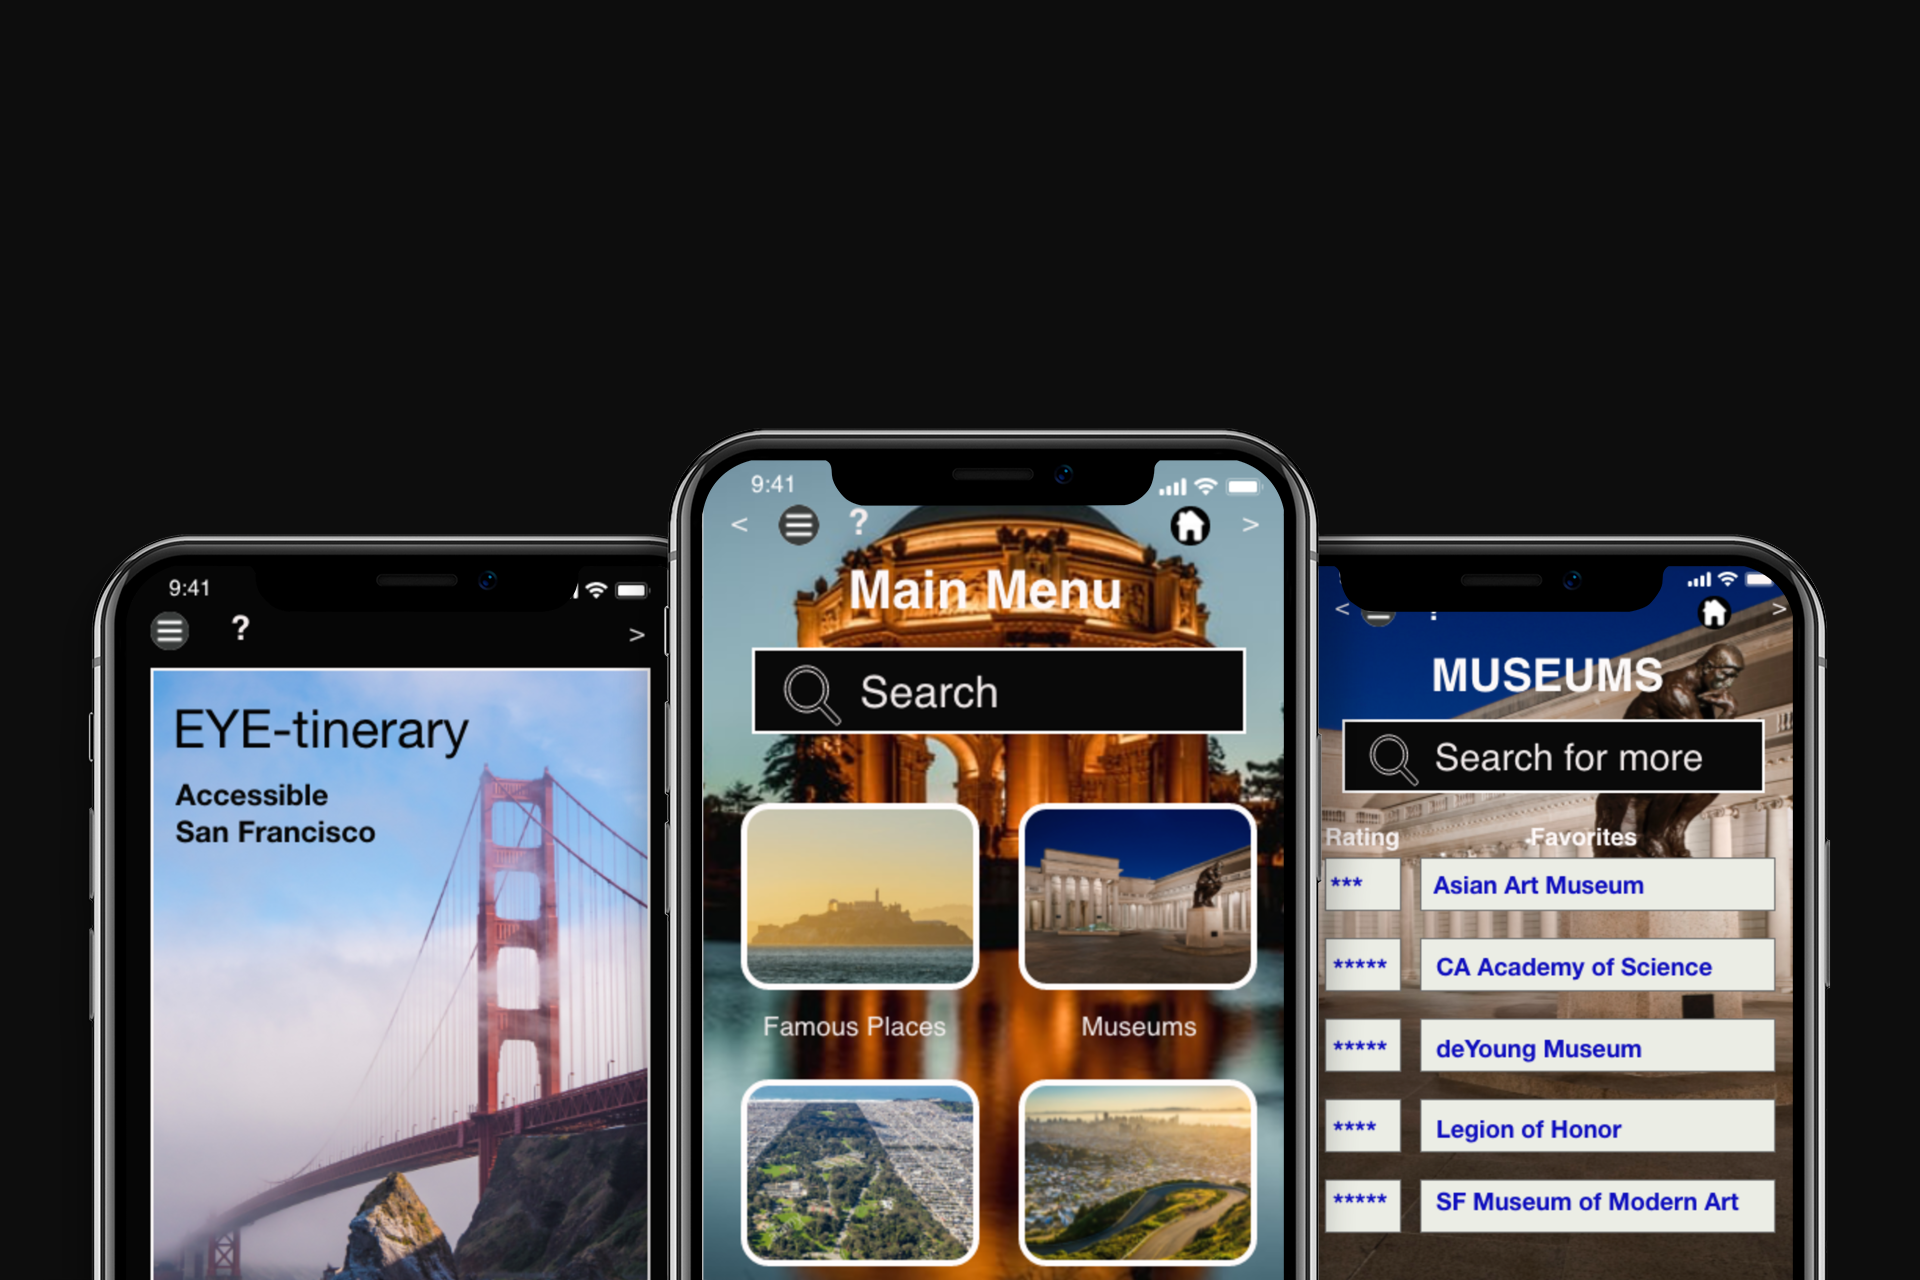 9:41
?
>
EYE-tinerary
Accessible
San Francisco
9:41
<
?
>
Main Menu
Search
Famous Places
Museums
<
>
MUSEUMS
Search for more
Rating
Favorites
***
Asian Art Museum
*****
CA Academy of Science
*****
deYoung Museum
****
Legion of Honor
*****
SF Museum of Modern Art